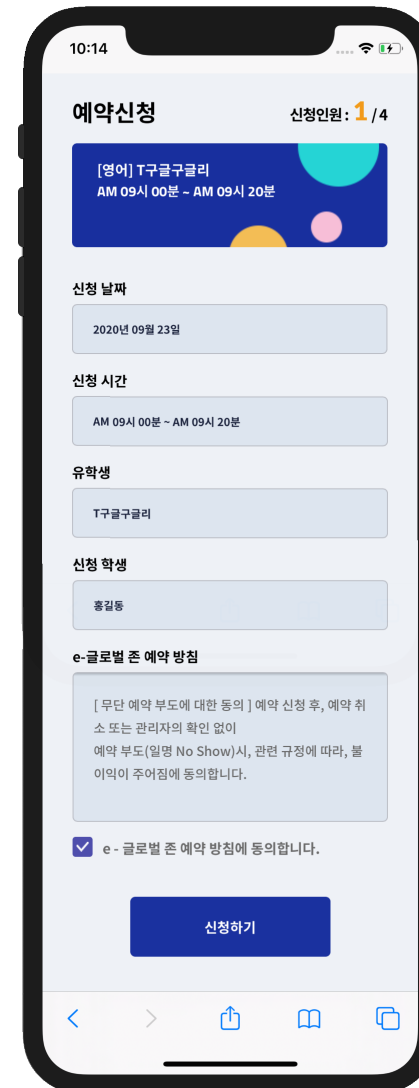 10:14
예약신청
신청인원 : 1 / 4
[영어] T구글구글리
AM 09시 00분 ~ AM 09시 20분
신청 날짜
2020년 09월 23일
신청 시간
AM 09시 00분 ~ AM 09시 20분
유학생
T구글구글리
신청 학생
홍길동
e-글로벌 존 예약 방침
[ 무단 예약 부도에 대한 동의 ] 예약 신청 후, 예약 취
소 또는 관리자의 확인 없이
예약 부도(일명 No Show)시, 관련 규정에 따라, 불
이익이 주어짐에 동의합니다.
e - 글로벌 존 예약 방침에 동의합니다.
신청하기